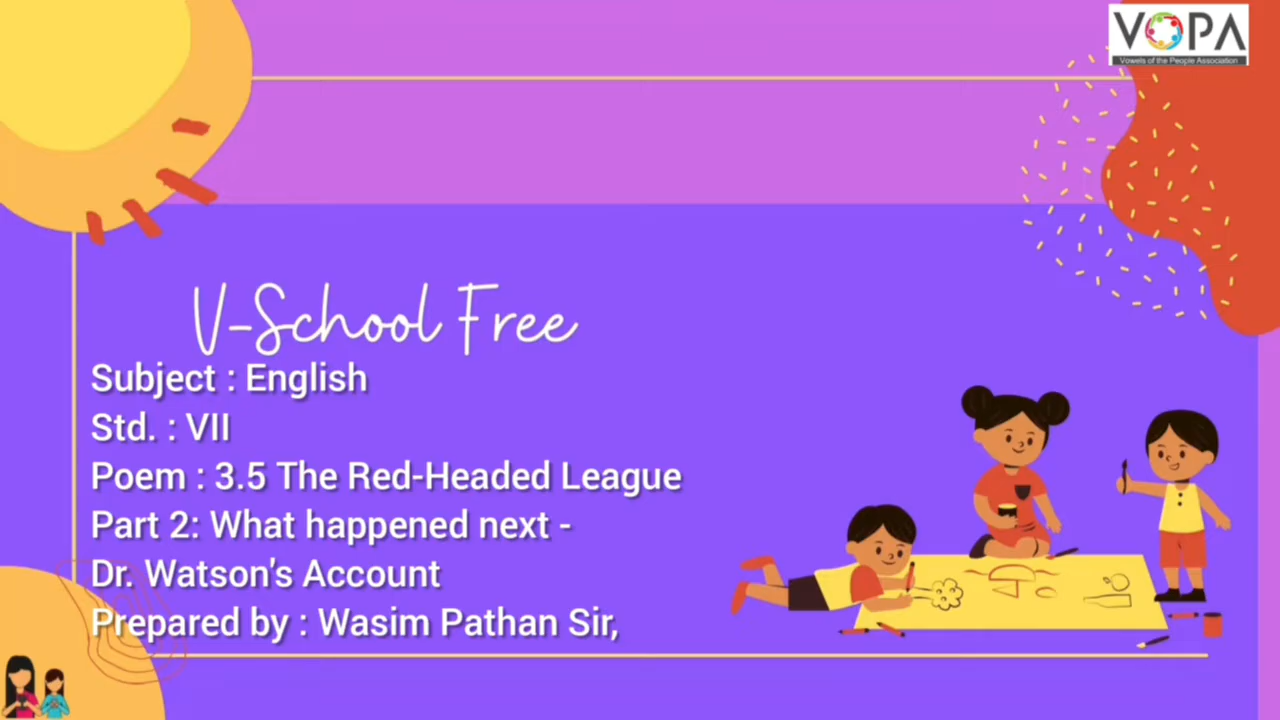 VOPA
Vowels of the People Association
V-School Free
Subject : English
Std. : VII
Poem : 3.5 The Red-Headed League
Part 2: What happened next -
Dr. Watson's Account
Prepared by : Wasim Pathan Sir,